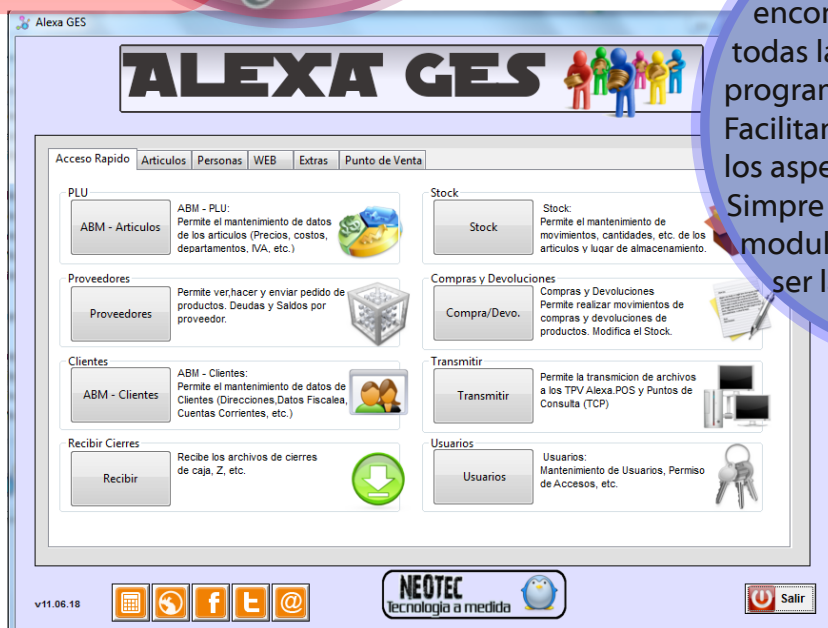 Alexa GES
ALEXA GES
Acceso Rapido Articulos Personas WEB Extras Punto de Venta
PLU
ABM - Articulos
ABM - PLU:
Permite el mantenimiento de datos
de los articulos (Precios, costos,
departamentos, IVA, etc.)
Stock
Stock
Stock:
Permite el mantenimiento de
movimientos, cantidades, etc. de los
articulos y lugar de almacenamiento.
Proveedores
Proveedores
Permite ver,hacer y enviar pedido de
productos. Deudas y Saldos por
proveedor.
Compras y Devoluciones
Compra/Devo.
Compras y Devoluciones
Permite realizar movimientos de
compras y devoluciones de
productos. Modifica el Stock.
Clientes
ABM - Clientes
ABM - Clientes:
Permite el mantenimiento de datos de
Clientes (Direcciones,Datos Fiscalea,
Cuentas Corrientes, etc.)
Transmitir
Transmitir
Permite la transmicion de archivos
a los TPV Alexa.POS y Puntos de
Consulta (TCP)
Recibir Cierres
Recibir
Recibe los archivos de cierres
de caja, Z, etc.
Usuarios
Usuarios
Usuarios:
Mantenimiento de Usuarios, Permiso
de Accesos, etc.
v11.06.18
NEOTEC
Tecnologia a medida
Salir
todas la
Facilitar
los aspe
Simpre
modul
ser l